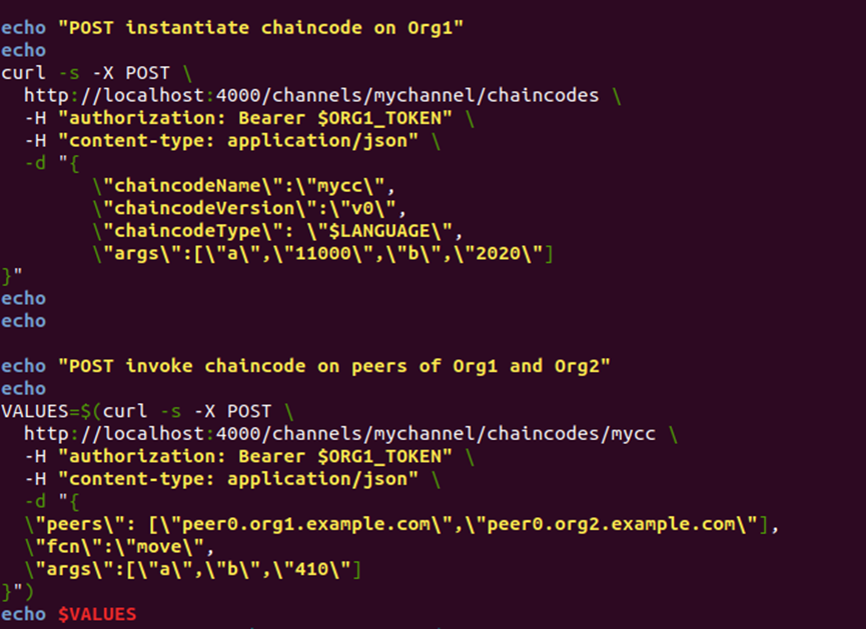 echo "POST instantiate chaincode on Org1"
echo
curl -s -X POST \
  http://localhost:4000/channels/mychannel/chaincodes \
  -H "authorization: Bearer $ORG1_TOKEN" \
  -H "content-type: application/json" \
  -d "{
        \"chaincodeName\":\"mycc\",
        \"chaincodeVersion\":\"v0\",
        \"chaincodeType\": \"$LANGUAGE\",
        \"args\":[\"a\",\"11000\",\"b\",\"2020\"]
}"
echo
echo

echo "POST invoke chaincode on peers of Org1 and Org2"
echo
VALUES=$(curl -s -X POST \
  http://localhost:4000/channels/mychannel/chaincodes/mycc \
  -H "authorization: Bearer $ORG1_TOKEN" \
  -H "content-type: application/json" \
  -d "{
  \"peers\": [\"peer0.org1.example.com\",\"peer0.org2.example.com\"],
  \"fcn\":\"move\",
  \"args\":[\"a\",\"b\",\"410\"]
}")
echo $VALUES